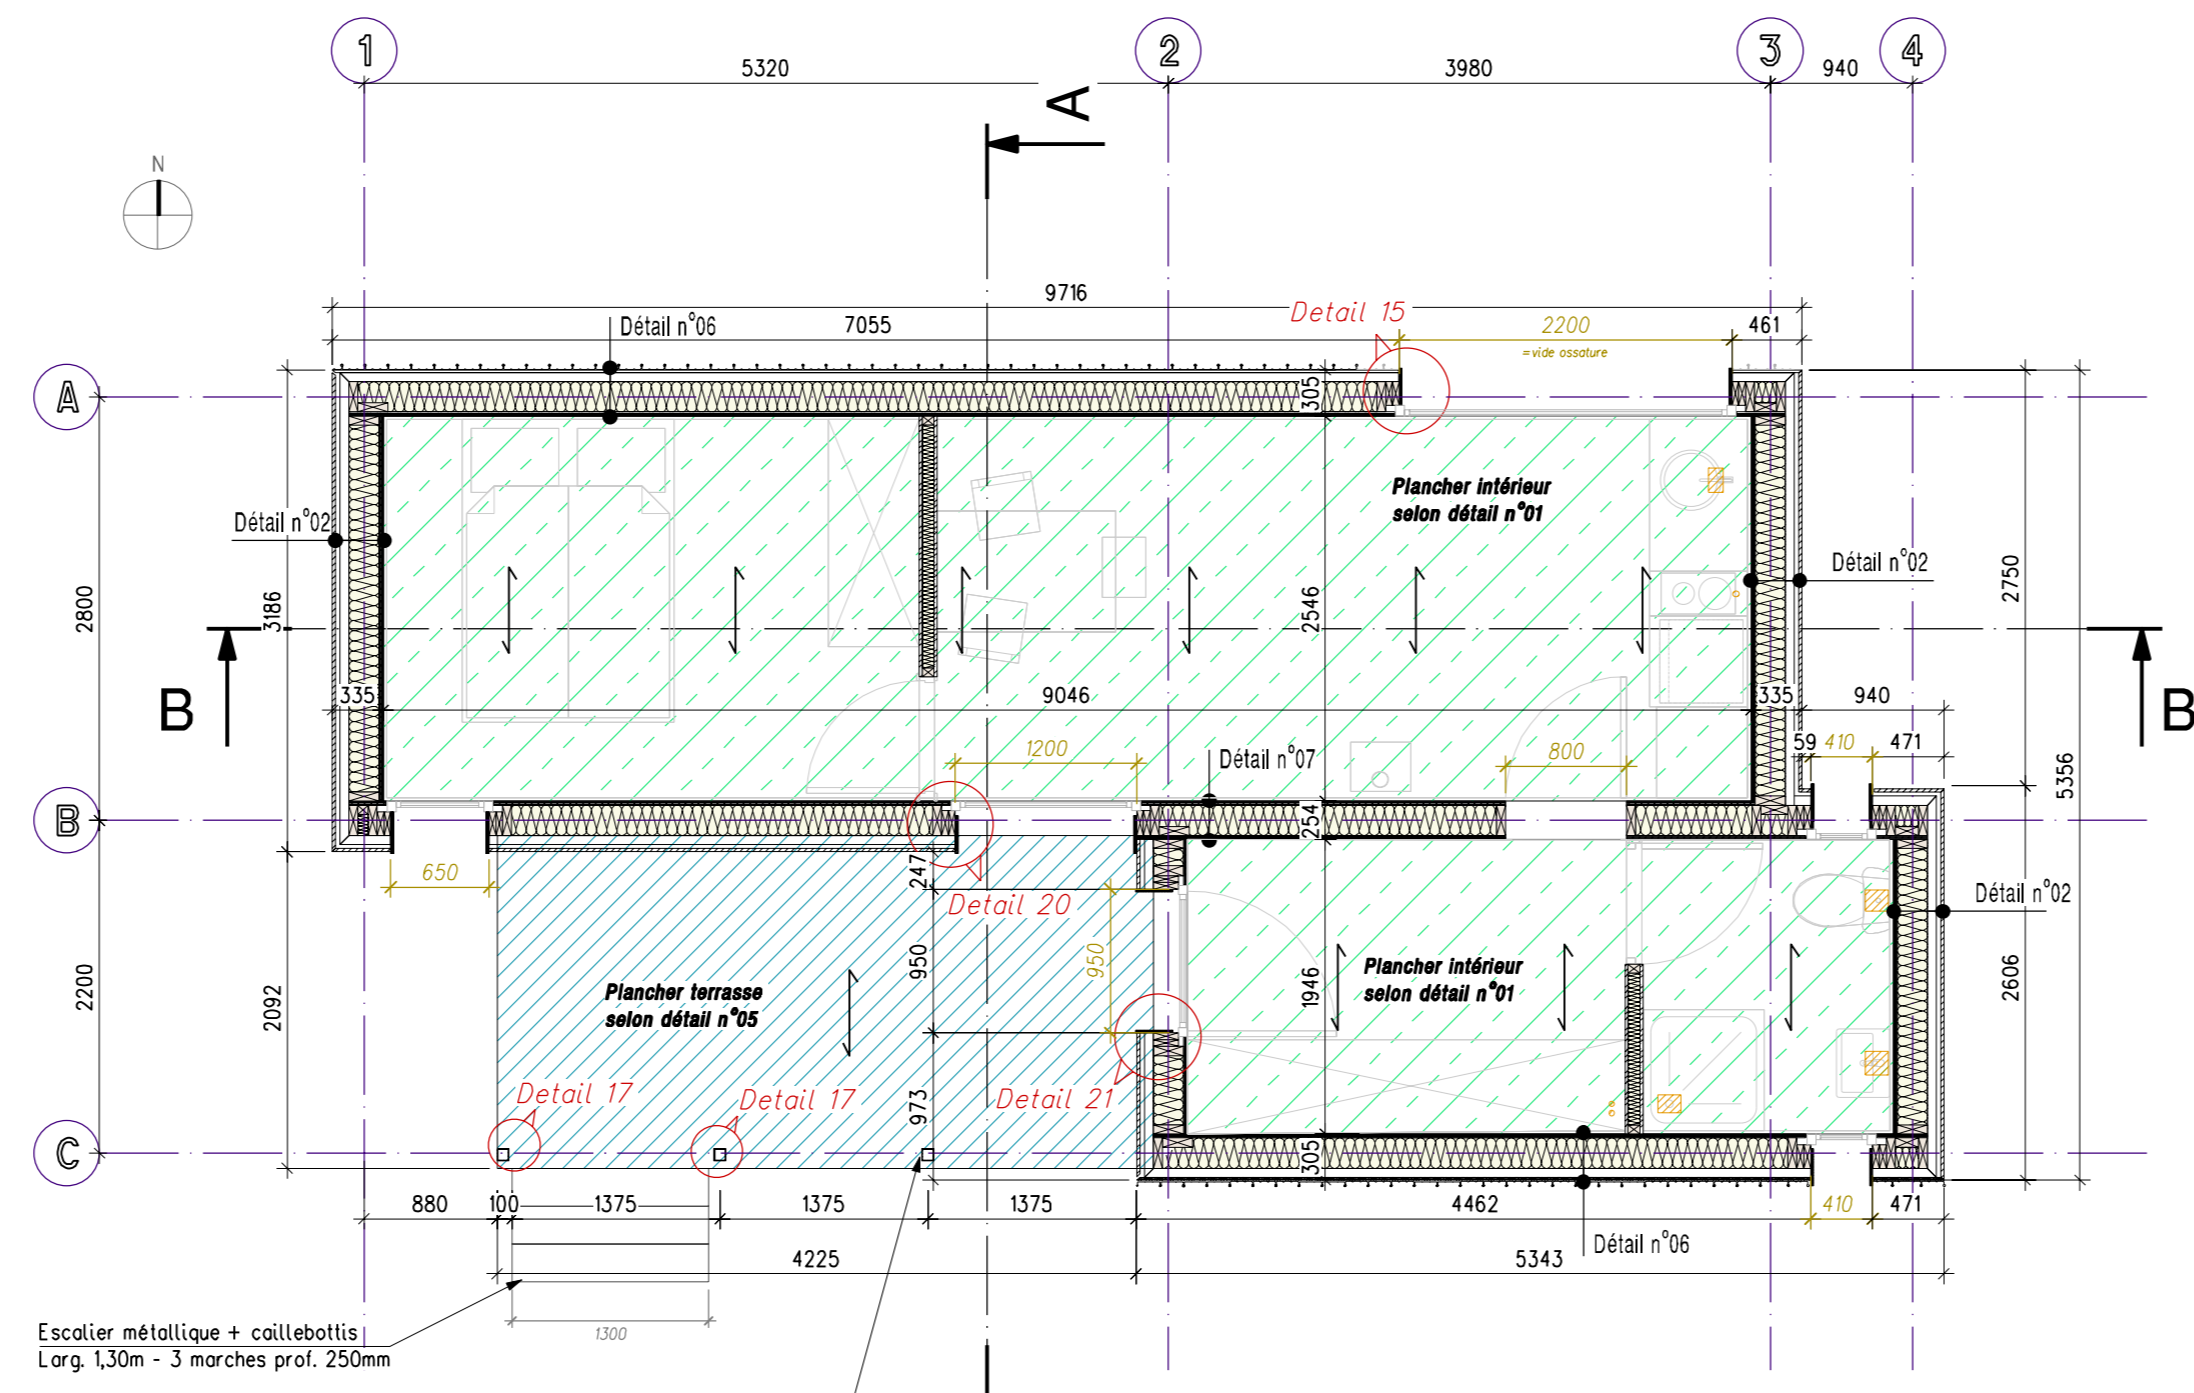 1
2
3
4
5320
3980
940
A
N
9716
Detail 15
Détail n°06
7055
2200
461
=vide ossature
A
305
Plancher intérieur
selon détail n°01
Détail n°02
Détail n°02
2800
3186
2546
2750
5356
B
335
9046
335
940
B
1200
Détail n°07
800
59
410
471
B
254
650
247
Detail 20
Détail n°02
950
950
Plancher terrasse
selon détail n°05
1946
Plancher intérieur
selon détail n°01
2200
2092
2606
Detail 17
Detail 17
973
Detail 21
C
305
880
100
1375
1375
1375
4462
410
471
Détail n°06
4225
5343
1300
Escalier métallique + caillebottis
Larg. 1,30m - 3 marches prof. 250mm